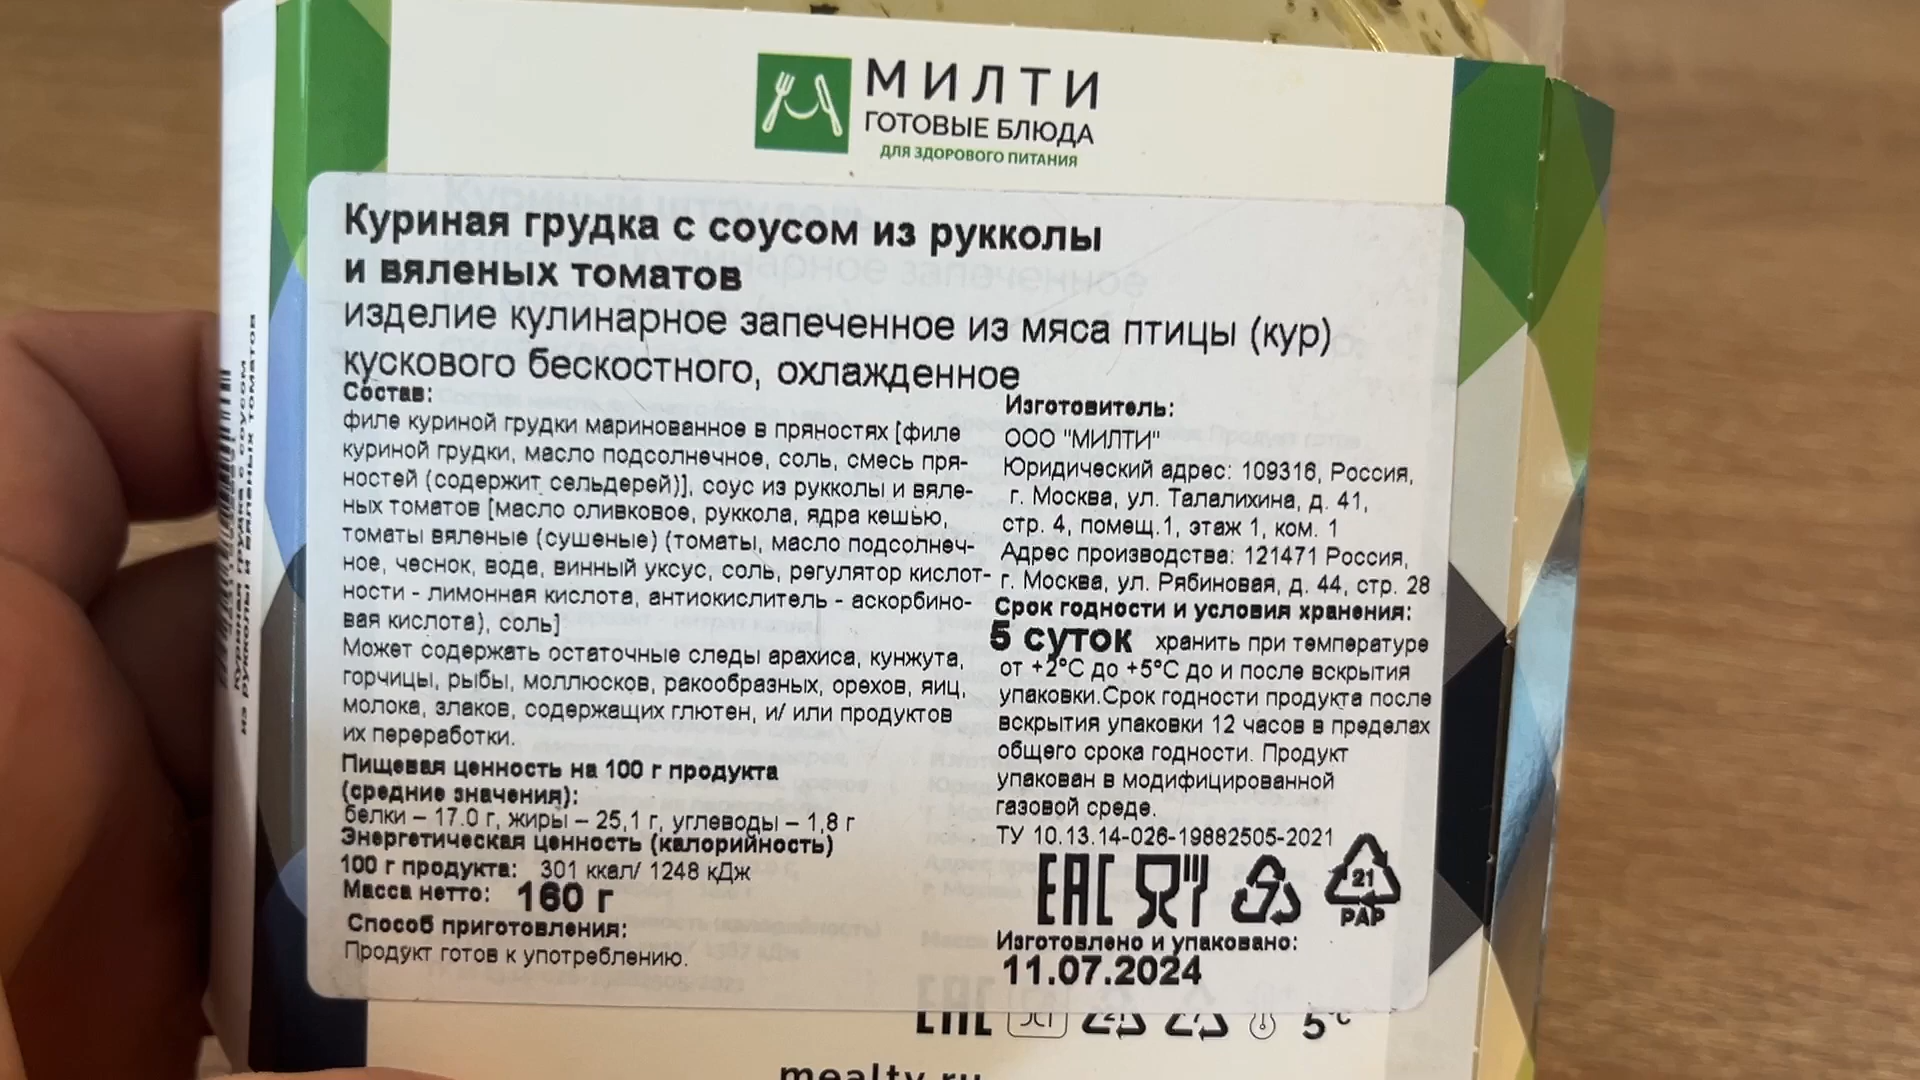 МИЛТИ
ГОТОВЫЕ БЛЮДА
ДЛЯ ЗДОРОВОГО ПИТАНИЯ
Куриная грудка с соусом из рукколы
и вяленых томатов
изделие кулинарное запеченное из мяса птицы (кур)
кускового бескостного, охлажденное
Состав:
филе куриной грудки маринованное в пряностях [филе
куриной грудки, масло подсолнечное, соль, смесь пря-
ностей (содержит сельдерей)], соус из рукколы и вяле-
ных томатов [масло оливковое, руккола, ядра кешью,
томаты вяленые (сушеные) (томаты, масло подсолнеч-
ное, чеснок, вода, винный уксус, соль, регулятор кислот-
ности - лимонная кислота, антиокислитель - аскорбино-
вая кислота), соль]
Может содержать остаточные следы арахиса, кунжута,
горчицы, рыбы, моллюсков, ракообразных, орехов, яиц,
молока, злаков, содержащих глютен, и/ или продуктов
их переработки.
Пищевая ценность на 100 г продукта
(средние значения):
белки – 17.0 г, жиры – 25,1 г, углеводы – 1,8 г
Энергетическая ценность (калорийность)
100 г продукта: 301 ккал/ 1248 кДж
Масса нетто: 160 г
Способ приготовления:
Продукт готов к употреблению.
Изготовитель:
ООО "МИЛТИ"
Юридический адрес: 109316, Россия,
г. Москва, ул. Талалихина, д. 41,
стр. 4, помещ.1, этаж 1, ком. 1
Адрес производства: 121471 Россия,
г. Москва, ул. Рябиновая, д. 44, стр. 28
Срок годности и условия хранения:
5 суток хранить при температуре
от +2°С до +5°С до и после вскрытия
упаковки.Срок годности продукта после
вскрытия упаковки 12 часов в пределах
общего срока годности. Продукт
упакован в модифицированной
газовой среде.
ТУ 10.13.14-026-19882505-2021
ЕАС
21
PAP
Изготовлено и упаковано:
11.07.2024
ЕАС 21 5°C
mealty.ru
Куриная грудка с соусом
из рукколы и вяленых томатов